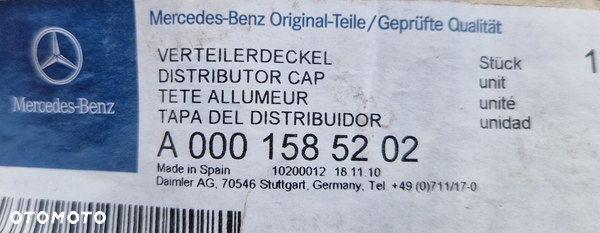 Mercedes-Benz Original-Teile/Geprüfte Qualität
VERTEILERDECKEL Stück 1
DISTRIBUTOR CAP unit
TETE ALLUMEUR unité
TAPA DEL DISTRIBUIDOR unidad
Mercedes-Benz
A 000 158 52 02
Made in Spain 10200012 18.11.10
Daimler AG, 70546 Stuttgart, Germany, Tel +49 (0)711/17-0
OTOMOTO